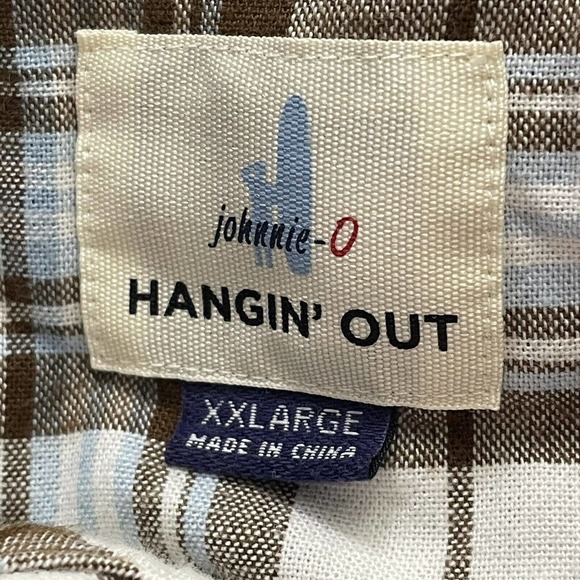 johnnie-O
HANGIN' OUT
XXLARGE
MADE IN CHINA